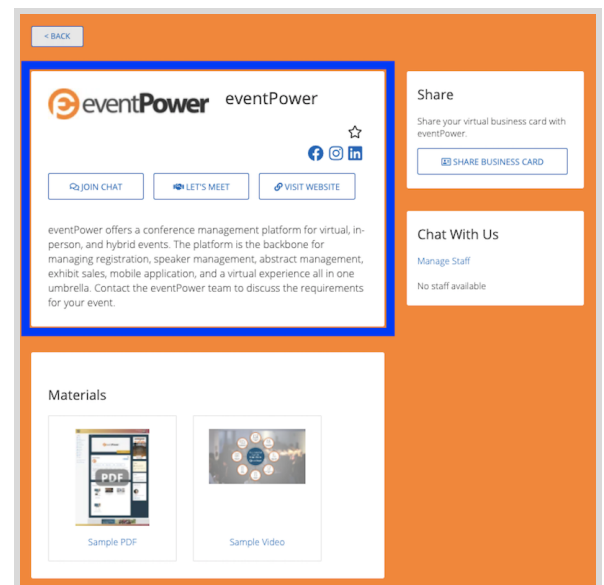 < BACK
eventPower eventPower
JOIN CHAT
LET'S MEET
VISIT WEBSITE
eventPower offers a conference management platform for virtual, in-
person, and hybrid events. The platform is the backbone for
managing registration, speaker management, abstract management,
exhibit sales, mobile application, and a virtual experience all in one
umbrella. Contact the eventPower team to discuss the requirements
for your event.
Share
Share your virtual business card with
eventPower.
SHARE BUSINESS CARD
Chat With Us
Manage Staff
No staff available
Materials
PDF
Sample PDF
Sample Video